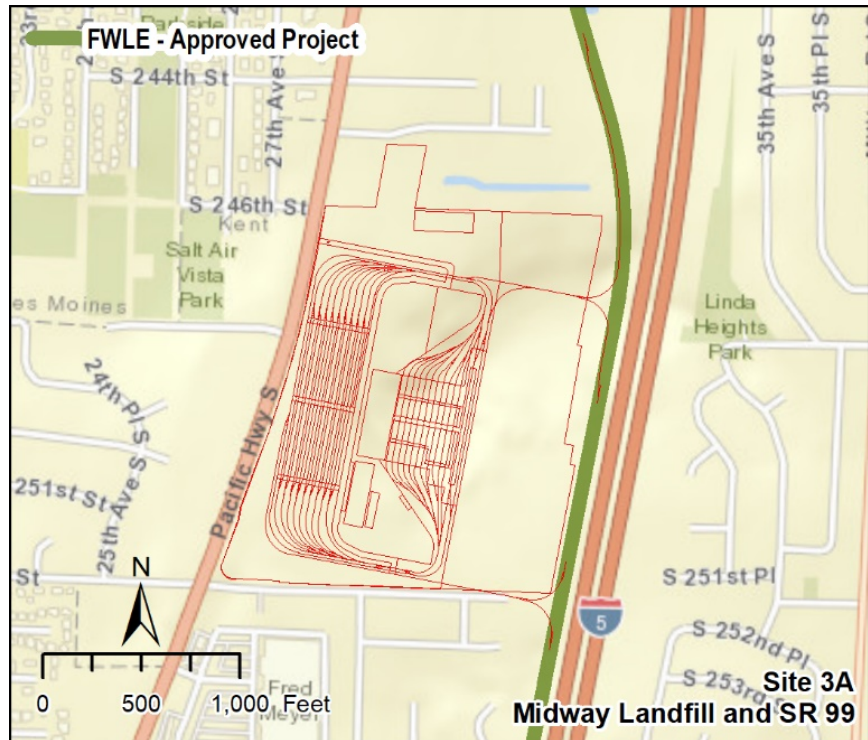 Parkside
23rd
FWLE - Approved Project
S 244th St
27th Ave S
35th Ave S
35th Pl S
S 246th St
Kent
Salt Air
Vista
Park
es Moines
Linda
Heights
Park
24th Pl S
Pacific Hwy S
251st St
25th Ave S
St
N
S 251st Pl
5
S 252nd Pl
S 253rd S
Fred
Meyer
0 500 1,000 Feet
Site 3A
Midway Landfill and SR 99